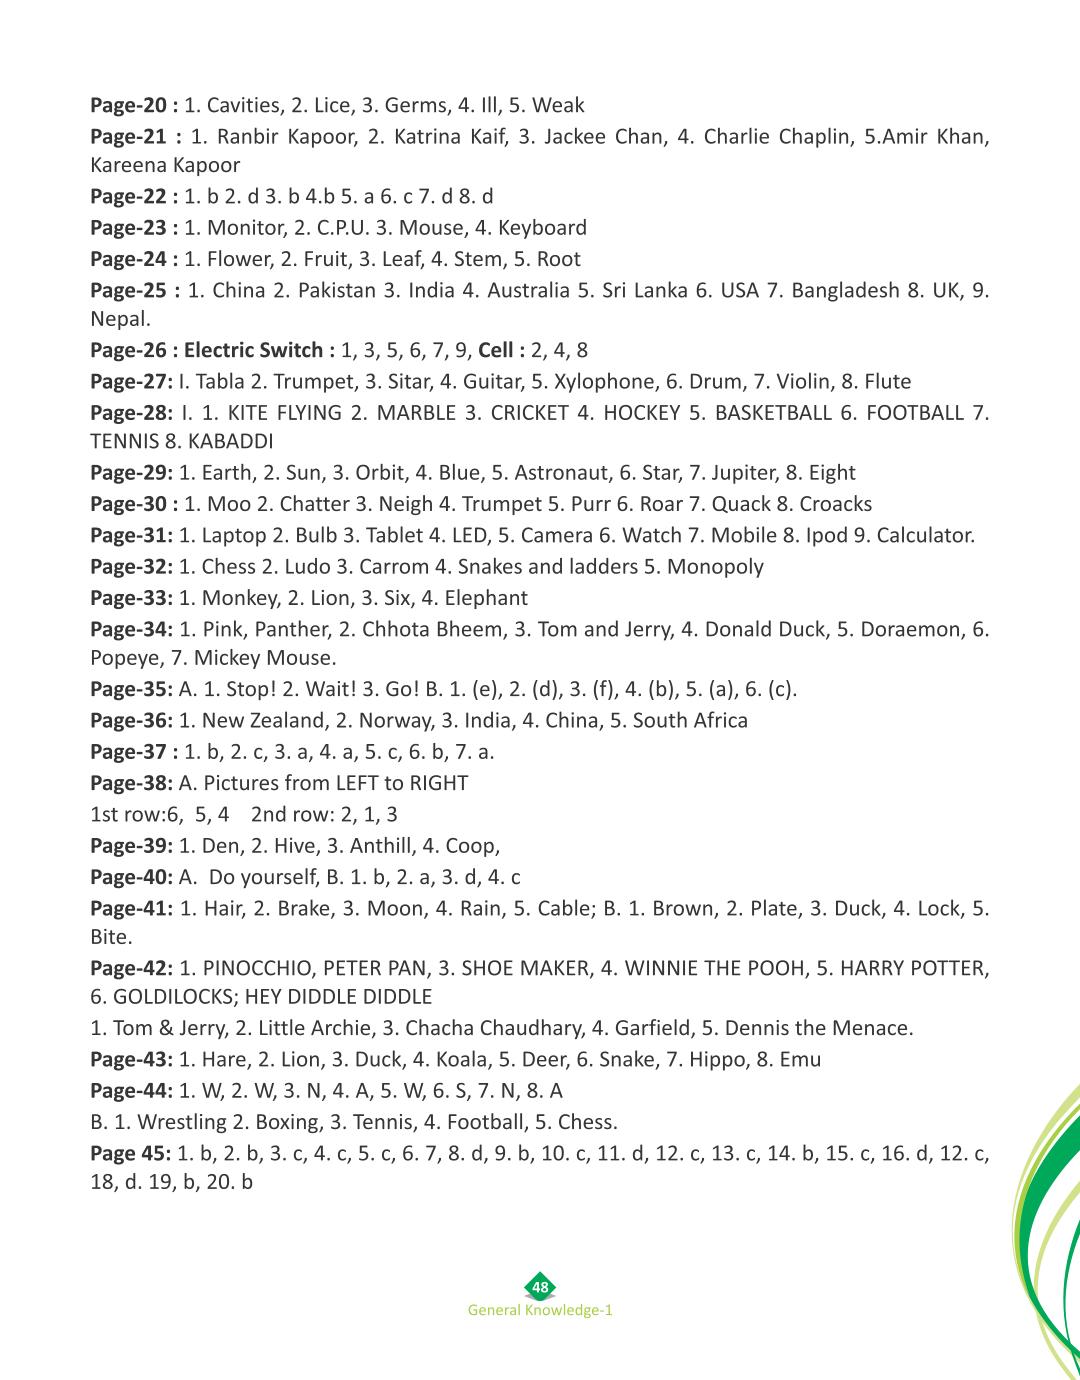 Page-20 : 1. Cavities, 2. Lice, 3. Germs, 4. Ill, 5. Weak
Page-21 : 1. Ranbir Kapoor, 2. Katrina Kaif, 3. Jackee Chan, 4. Charlie Chaplin, 5.Amir Khan,
Kareena Kapoor
Page-22 : 1. b 2. d 3. b 4.b 5. a 6. c 7. d 8. d
Page-23 : 1. Monitor, 2. C.P.U. 3. Mouse, 4. Keyboard
Page-24 : 1. Flower, 2. Fruit, 3. Leaf, 4. Stem, 5. Root
Page-25 : 1. China 2. Pakistan 3. India 4. Australia 5. Sri Lanka 6. USA 7. Bangladesh 8. UK, 9.
Nepal.
Page-26 : Electric Switch : 1, 3, 5, 6, 7, 9, Cell : 2, 4, 8
Page-27: I. Tabla 2. Trumpet, 3. Sitar, 4. Guitar, 5. Xylophone, 6. Drum, 7. Violin, 8. Flute
Page-28: I. 1. KITE FLYING 2. MARBLE 3. CRICKET 4. HOCKEY 5. BASKETBALL 6. FOOTBALL 7.
TENNIS 8. KABADDI
Page-29: 1. Earth, 2. Sun, 3. Orbit, 4. Blue, 5. Astronaut, 6. Star, 7. Jupiter, 8. Eight
Page-30 : 1. Moo 2. Chatter 3. Neigh 4. Trumpet 5. Purr 6. Roar 7. Quack 8. Croacks
Page-31: 1. Laptop 2. Bulb 3. Tablet 4. LED, 5. Camera 6. Watch 7. Mobile 8. Ipod 9. Calculator.
Page-32: 1. Chess 2. Ludo 3. Carrom 4. Snakes and ladders 5. Monopoly
Page-33: 1. Monkey, 2. Lion, 3. Six, 4. Elephant
Page-34: 1. Pink, Panther, 2. Chhota Bheem, 3. Tom and Jerry, 4. Donald Duck, 5. Doraemon, 6.
Popeye, 7. Mickey Mouse.
Page-35: A. 1. Stop! 2. Wait! 3. Go! B. 1. (e), 2. (d), 3. (f), 4. (b), 5. (a), 6. (c).
Page-36: 1. New Zealand, 2. Norway, 3. India, 4. China, 5. South Africa
Page-37 : 1. b, 2. c, 3. a, 4. a, 5. c, 6. b, 7. a.
Page-38: A. Pictures from LEFT to RIGHT
1st row:6, 5, 4 2nd row: 2, 1, 3
Page-39: 1. Den, 2. Hive, 3. Anthill, 4. Coop,
Page-40: A. Do yourself, B. 1. b, 2. a, 3. d, 4. c
Page-41: 1. Hair, 2. Brake, 3. Moon, 4. Rain, 5. Cable; B. 1. Brown, 2. Plate, 3. Duck, 4. Lock, 5.
Bite.
Page-42: 1. PINOCCHIO, PETER PAN, 3. SHOE MAKER, 4. WINNIE THE POOH, 5. HARRY POTTER,
6. GOLDILOCKS; HEY DIDDLE DIDDLE
1. Tom & Jerry, 2. Little Archie, 3. Chacha Chaudhary, 4. Garfield, 5. Dennis the Menace.
Page-43: 1. Hare, 2. Lion, 3. Duck, 4. Koala, 5. Deer, 6. Snake, 7. Hippo, 8. Emu
Page-44: 1. W, 2. W, 3. N, 4. A, 5. W, 6. S, 7. N, 8. A
B. 1. Wrestling 2. Boxing, 3. Tennis, 4. Football, 5. Chess.
Page 45: 1. b, 2. b, 3. c, 4. c, 5. c, 6. 7, 8. d, 9. b, 10. c, 11. d, 12. c, 13. c, 14. b, 15. c, 16. d, 12. c,
18, d. 19, b, 20. b
48
General Knowledge-1